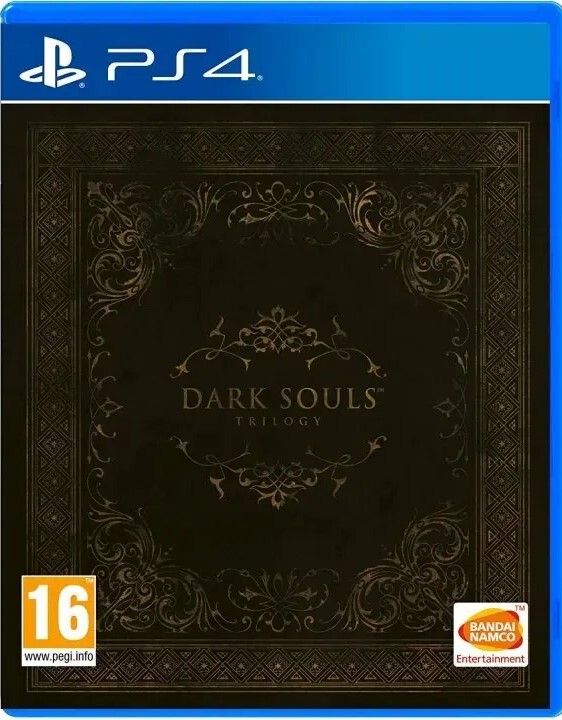 PS4
DARK SOULS™
TRILOGY
16
www.pegi.info
BANDAI
NAMCO
Entertainment